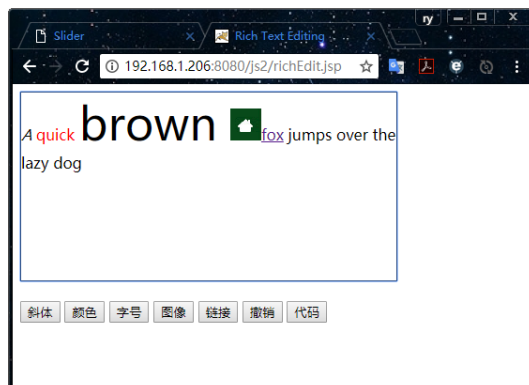 ry
Slider
Rich Text Editing
192.168.1.206:8080/js2/richEdit.jsp
A quick brown fox jumps over the
lazy dog
斜体 颜色 字号 图像 链接 撤销 代码